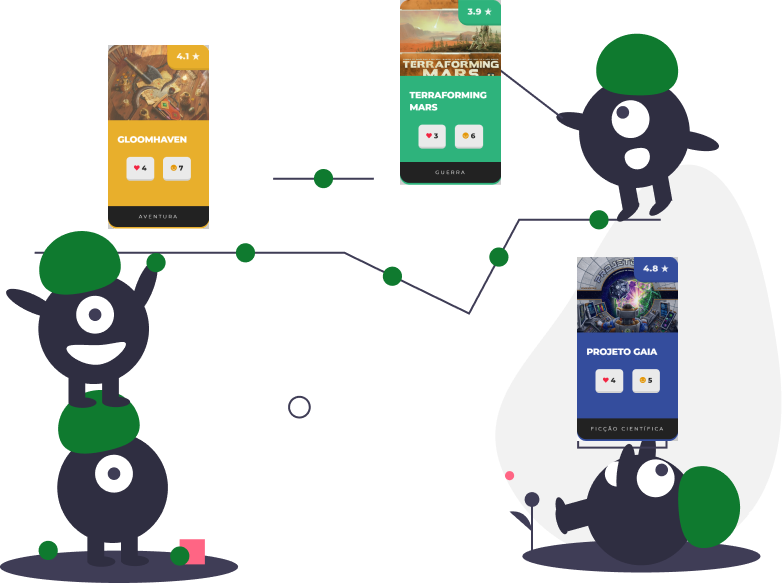 4.1 ★
GLOOMHAVEN
4 7
AVENTURA
3.9 ★
TERRAFORMING
MARS
TERRAFORMING
MARS
3 6
GUERRA
4.8 ★
PROJETO
PROJETO GAIA
4 5
FICÇÃO CIENTÍFICA